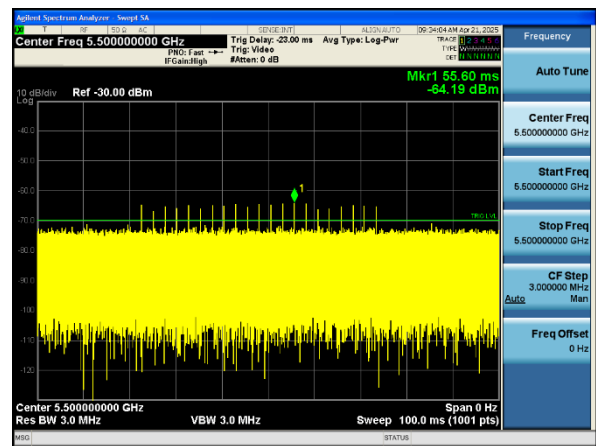 Agilent Spectrum Analyzer - Swept SA
T RF 50 Ω AC SENSE:INT ALIGN AUTO 09:34:04 AM Apr 21, 2025
Center Freq 5.500000000 GHz
PNO: Fast
IFGain:High
Trig Delay: -23.00 ms
Trig: Video
#Atten: 0 dB
Avg Type: Log-Pwr
TRACE 1 2 3 4 5 6
TYPE
DET N N N N N N
Mkr1 55.60 ms
-64.19 dBm
10 dB/div Ref -30.00 dBm
Log
-40.0
-50.0
-60.0
-70.0
-80.0
-90.0
-100
-110
-120
1
TRIG LVL
Center 5.500000000 GHz Span 0 Hz
Res BW 3.0 MHz VBW 3.0 MHz Sweep 100.0 ms (1001 pts)
MSG STATUS
Frequency
Auto Tune
Center Freq
5.500000000 GHz
Start Freq
5.500000000 GHz
Stop Freq
5.500000000 GHz
CF Step
3.000000 MHz
Auto Man
Freq Offset
0 Hz